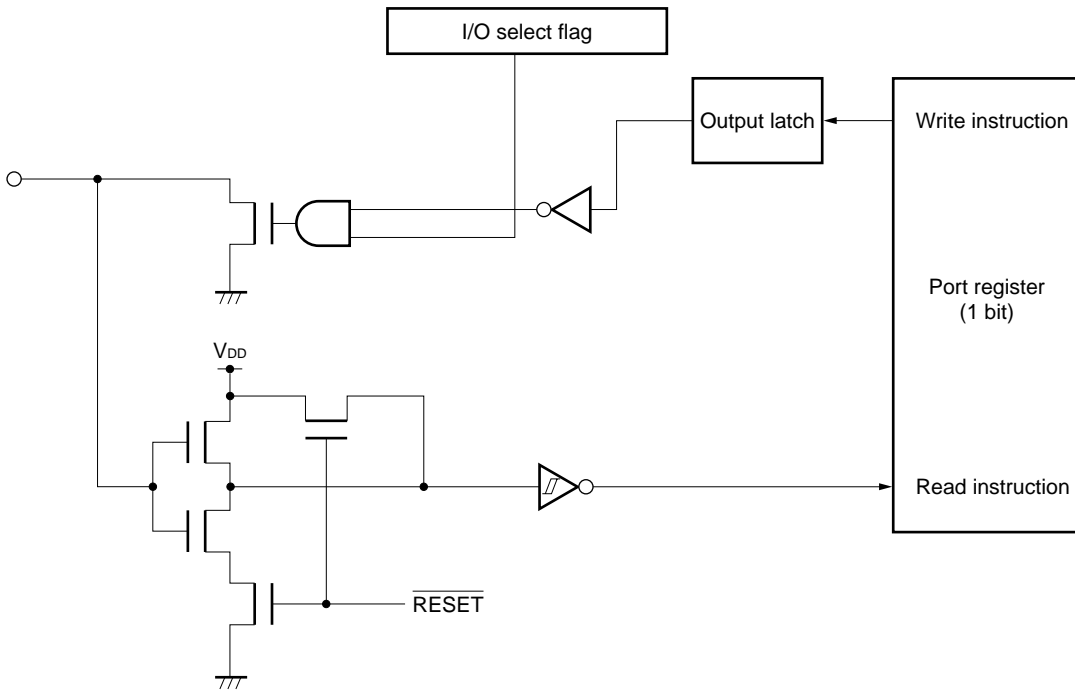 I/O select flag
Output latch
Write instruction
Port register
(1 bit)
VDD
Read instruction
RESET